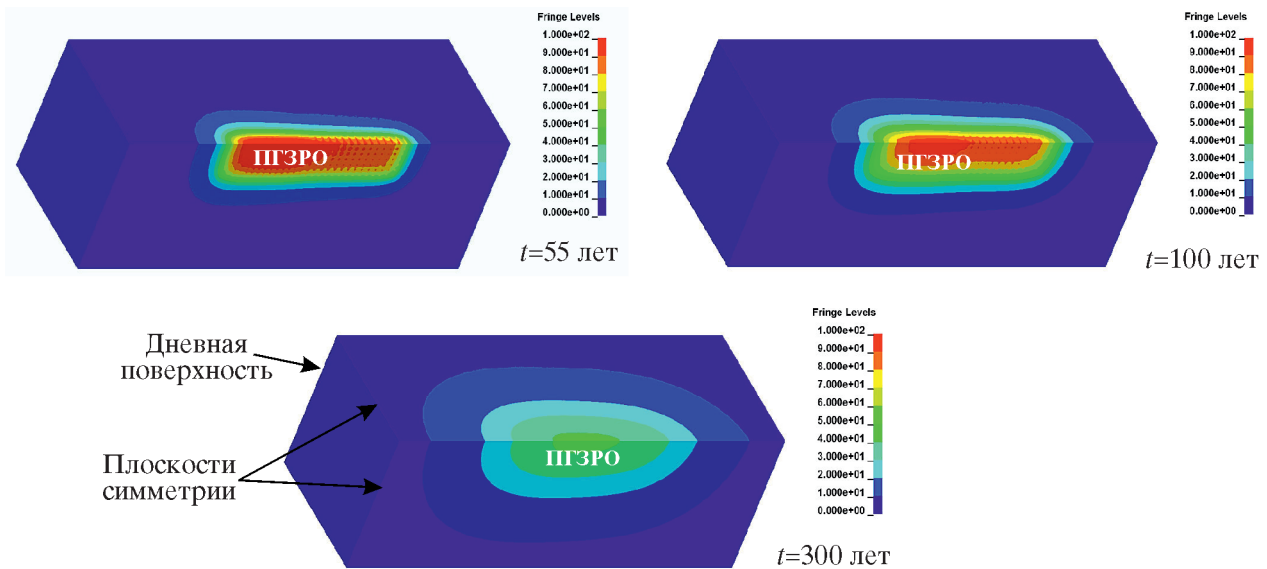 Fringe Levels
1.000e+02
9.000e+01
8.000e+01
7.000e+01
6.000e+01
5.000e+01
4.000e+01
3.000e+01
2.000e+01
1.000e+01
0.000e+00
ПГЗРО
t=55 лет
Fringe Levels
1.000e+02
9.000e+01
8.000e+01
7.000e+01
6.000e+01
5.000e+01
4.000e+01
3.000e+01
2.000e+01
1.000e+01
0.000e+00
ПГЗРО
t=100 лет
Fringe Levels
1.000e+02
9.000e+01
8.000e+01
7.000e+01
6.000e+01
5.000e+01
4.000e+01
3.000e+01
2.000e+01
1.000e+01
0.000e+00
Дневная
поверхность
Плоскости
симметрии
ПГЗРО
t=300 лет